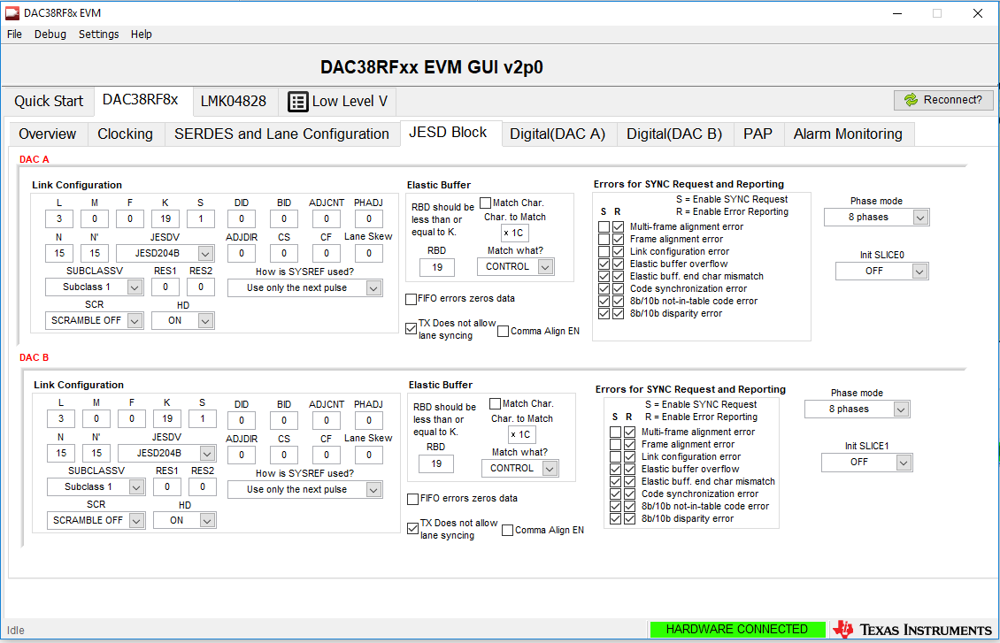 DAC38RF8x EVM
File Debug Settings Help
DAC38RFxx EVM GUI v2p0
Quick Start DAC38RF8x LMK04828 Low Level V Reconnect?
Overview Clocking SERDES and Lane Configuration JESD Block Digital(DAC A) Digital(DAC B) PAP Alarm Monitoring
DAC A
Link Configuration
L M F K S DID BID ADJCNT PHADJ
3 0 0 19 1 0 0 0 0
N N' JESDV ADJDIR CS CF Lane Skew
15 15 JESD204B 0 0 0 0
SUBCLASSV RES1 RES2 How is SYSREF used?
Subclass 1 0 0 Use only the next pulse
SCR HD
SCRAMBLE OFF ON
Elastic Buffer
RBD should be
less than or
equal to K.
Match Char.
Char. to Match
x 1C
RBD Match what?
19 CONTROL
FIFO errors zeros data
TX Does not allow
lane syncing
Comma Align EN
Errors for SYNC Request and Reporting
S = Enable SYNC Request
S R R = Enable Error Reporting
Multi-frame alignment error
Frame alignment error
Link configuration error
Elastic buffer overflow
Elastic buff. end char mismatch
Code synchronization error
8b/10b not-in-table code error
8b/10b disparity error
Phase mode
8 phases
Init SLICE0
OFF
DAC B
Link Configuration
L M F K S DID BID ADJCNT PHADJ
3 0 0 19 1 0 0 0 0
N N' JESDV ADJDIR CS CF Lane Skew
15 15 JESD204B 0 0 0 0
SUBCLASSV RES1 RES2 How is SYSREF used?
Subclass 1 0 0 Use only the next pulse
SCR HD
SCRAMBLE OFF ON
Elastic Buffer
RBD should be
less than or
equal to K.
Match Char.
Char. to Match
x 1C
RBD Match what?
19 CONTROL
FIFO errors zeros data
TX Does not allow
lane syncing
Comma Align EN
Errors for SYNC Request and Reporting
S = Enable SYNC Request
S R R = Enable Error Reporting
Multi-frame alignment error
Frame alignment error
Link configuration error
Elastic buffer overflow
Elastic buff. end char mismatch
Code synchronization error
8b/10b not-in-table code error
8b/10b disparity error
Phase mode
8 phases
Init SLICE1
OFF
Idle HARDWARE CONNECTED TEXAS INSTRUMENTS